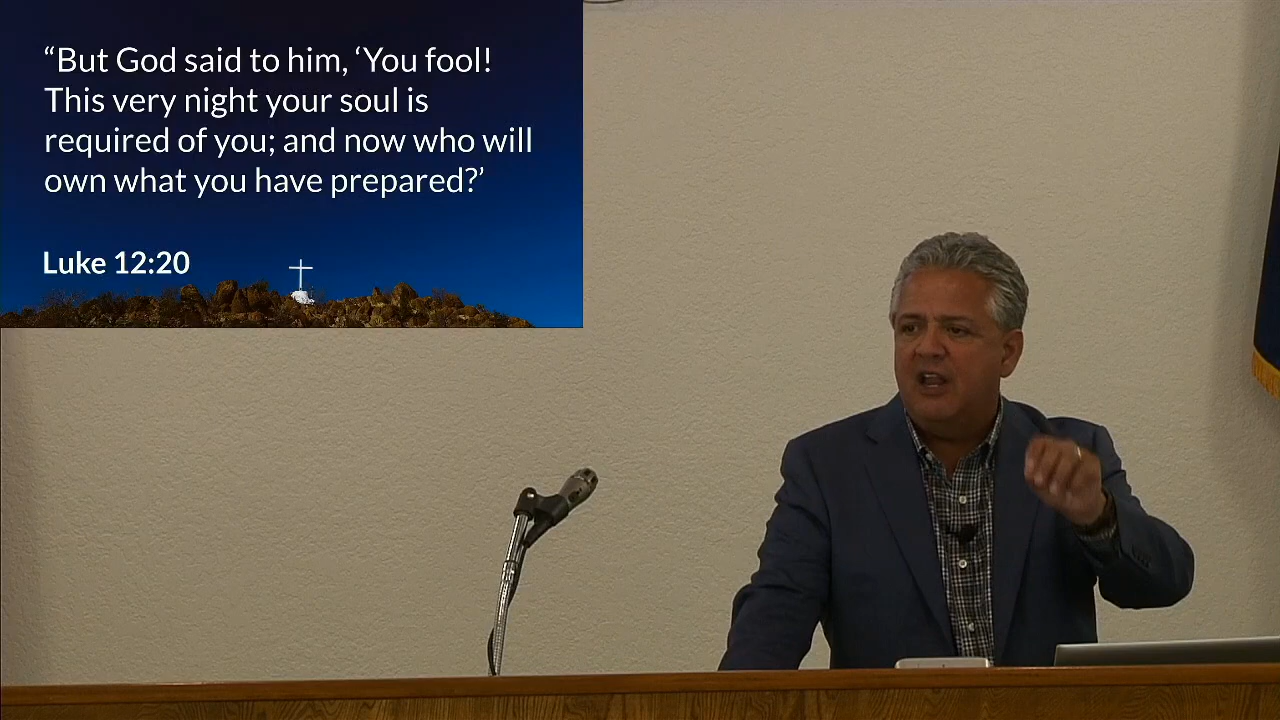 “But God said to him, ‘You fool!
This very night your soul is
required of you; and now who will
own what you have prepared?’
Luke 12:20